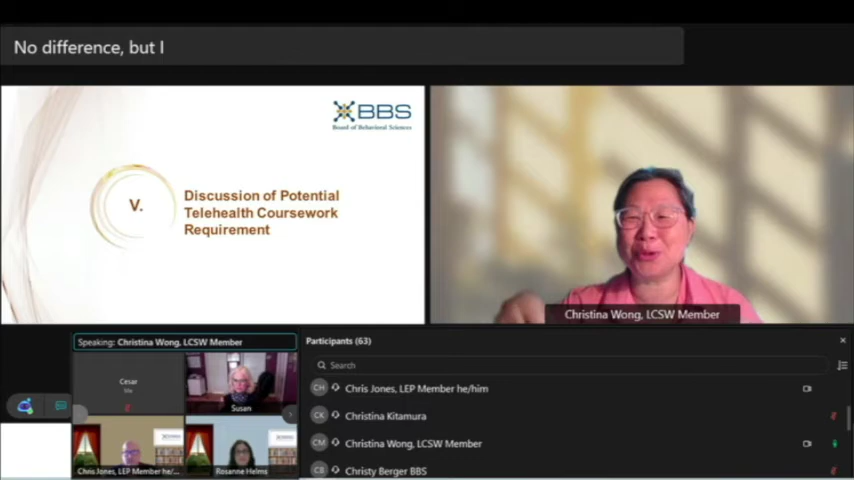 No difference, but I
BBS
Board of Behavioral Sciences
V.
Discussion of Potential
Telehealth Coursework
Requirement
Christina Wong, LCSW Member
Speaking: Christina Wong, LCSW Member
Cesar
Me
Susan
Chris Jones, LEP Member he/...
Rosanne Helms
Participants (63)
Search
CH Chris Jones, LEP Member he/him
CK Christina Kitamura
CM Christina Wong, LCSW Member
CB Christy Berger BBS